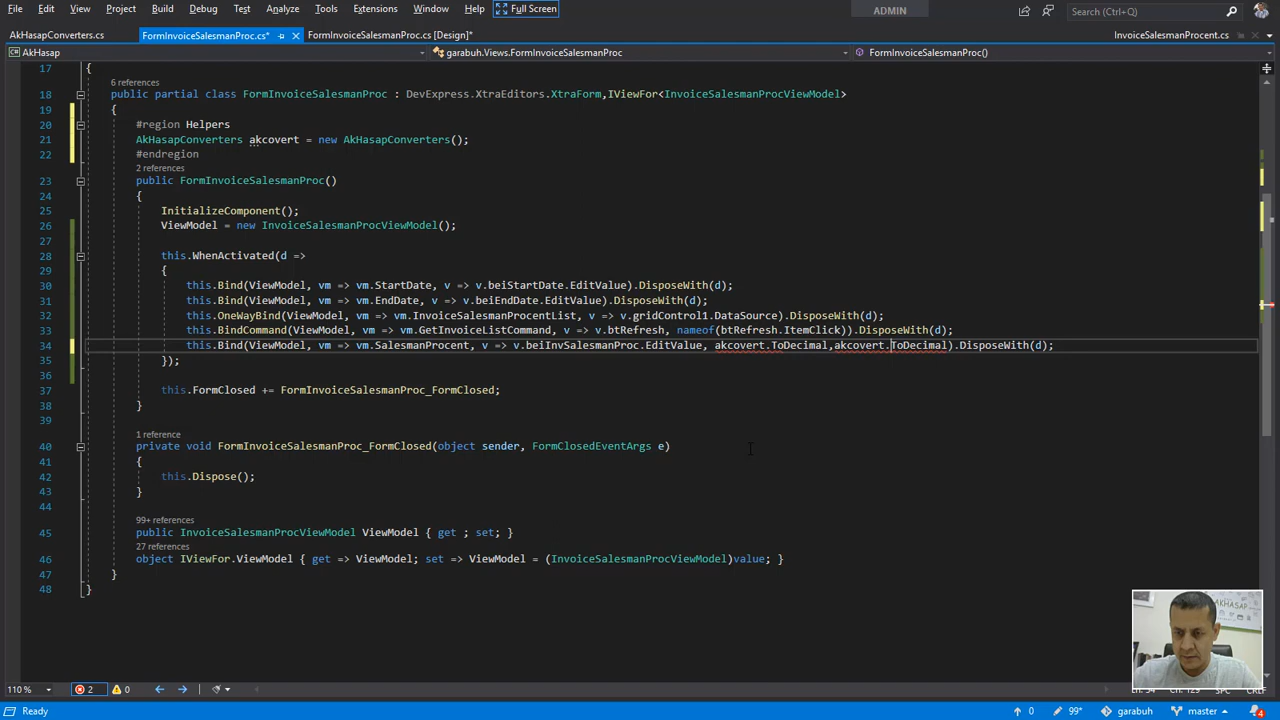 File Edit View Project Build Debug Test Analyze Tools Extensions Window Help Full Screen ADMIN Search (Ctrl+Q)
AkHasapConverters.cs FormInvoiceSalesmanProc.cs* FormInvoiceSalesmanProc.cs [Design]* InvoiceSalesmanProcent.cs
AkHasap garabuh.Views.FormInvoiceSalesmanProc FormInvoiceSalesmanProc()
17 {
6 references
18 public partial class FormInvoiceSalesmanProc : DevExpress.XtraEditors.XtraForm,IViewFor<InvoiceSalesmanProcViewModel>
19 {
20 #region Helpers
21 AkHasapConverters akcovert = new AkHasapConverters();
22 #endregion
2 references
23 public FormInvoiceSalesmanProc()
24 {
25 InitializeComponent();
26 ViewModel = new InvoiceSalesmanProcViewModel();
27
28 this.WhenActivated(d =>
29 {
30 this.Bind(ViewModel, vm => vm.StartDate, v => v.beiStartDate.EditValue).DisposeWith(d);
31 this.Bind(ViewModel, vm => vm.EndDate, v => v.beiEndDate.EditValue).DisposeWith(d);
32 this.OneWayBind(ViewModel, vm => vm.InvoiceSalesmanProcentList, v => v.gridControl1.DataSource).DisposeWith(d);
33 this.BindCommand(ViewModel, vm => vm.GetInvoiceListCommand, v => v.btRefresh, nameof(btRefresh.ItemClick)).DisposeWith(d);
34 this.Bind(ViewModel, vm => vm.SalesmanProcent, v => v.beiInvSalesmanProc.EditValue, akcovert.ToDecimal,akcovert.ToDecimal).DisposeWith(d);
35 });
36
37 this.FormClosed += FormInvoiceSalesmanProc_FormClosed;
38 }
39
1 reference
40 private void FormInvoiceSalesmanProc_FormClosed(object sender, FormClosedEventArgs e)
41 {
42 this.Dispose();
43 }
44
99+ references
45 public InvoiceSalesmanProcViewModel ViewModel { get ; set; }
27 references
46 object IViewFor.ViewModel { get => ViewModel; set => ViewModel = (InvoiceSalesmanProcViewModel)value; }
47 }
48 }
AKHASAP
110 % 2 0 SPC CRLF
Ready 0 99* garabuh master 4